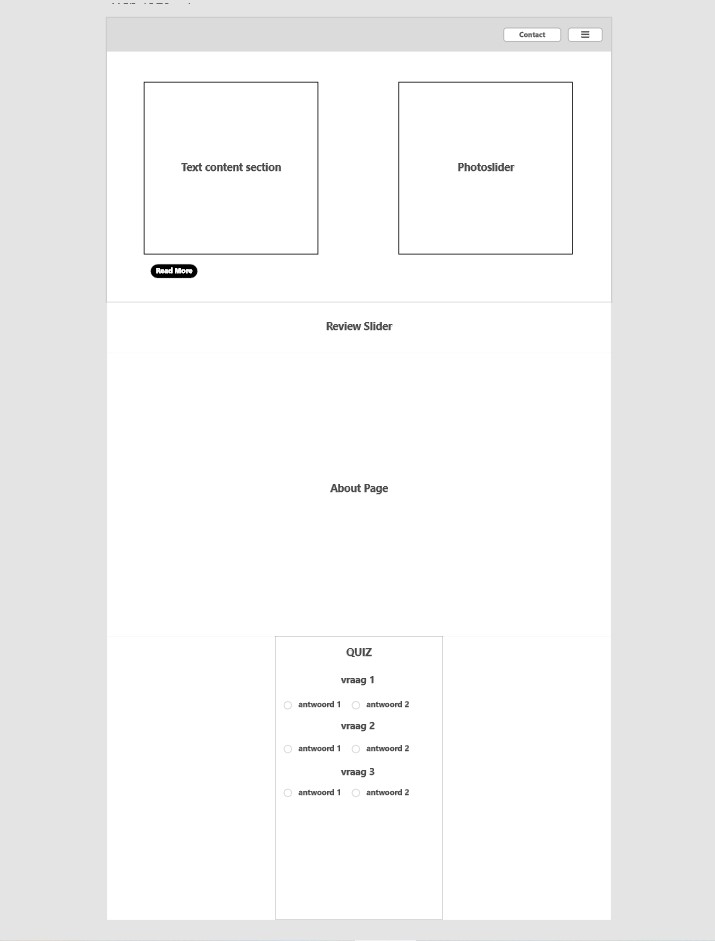 Contact
Text content section
Photoslider
Read More
Review Slider
About Page
QUIZ
vraag 1
antwoord 1 antwoord 2
vraag 2
antwoord 1 antwoord 2
vraag 3
antwoord 1 antwoord 2